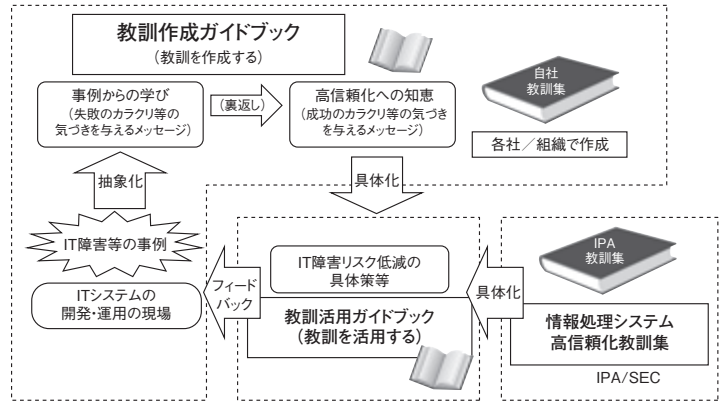 教訓作成ガイドブック
(教訓を作成する)
事例からの学び
(失敗のカラクリ等の
気づきを与えるメッセージ)
(裏返し)
高信頼化への知恵
(成功のカラクリ等の気づき
を与えるメッセージ)
自社
教訓集
各社／組織で作成
抽象化
具体化
IT障害等の事例
ITシステムの
開発・運用の現場
フィード
バック
IT障害リスク低減の
具体策等
教訓活用ガイドブック
(教訓を活用する)
具体化
IPA
教訓集
情報処理システム
高信頼化教訓集
IPA/SEC